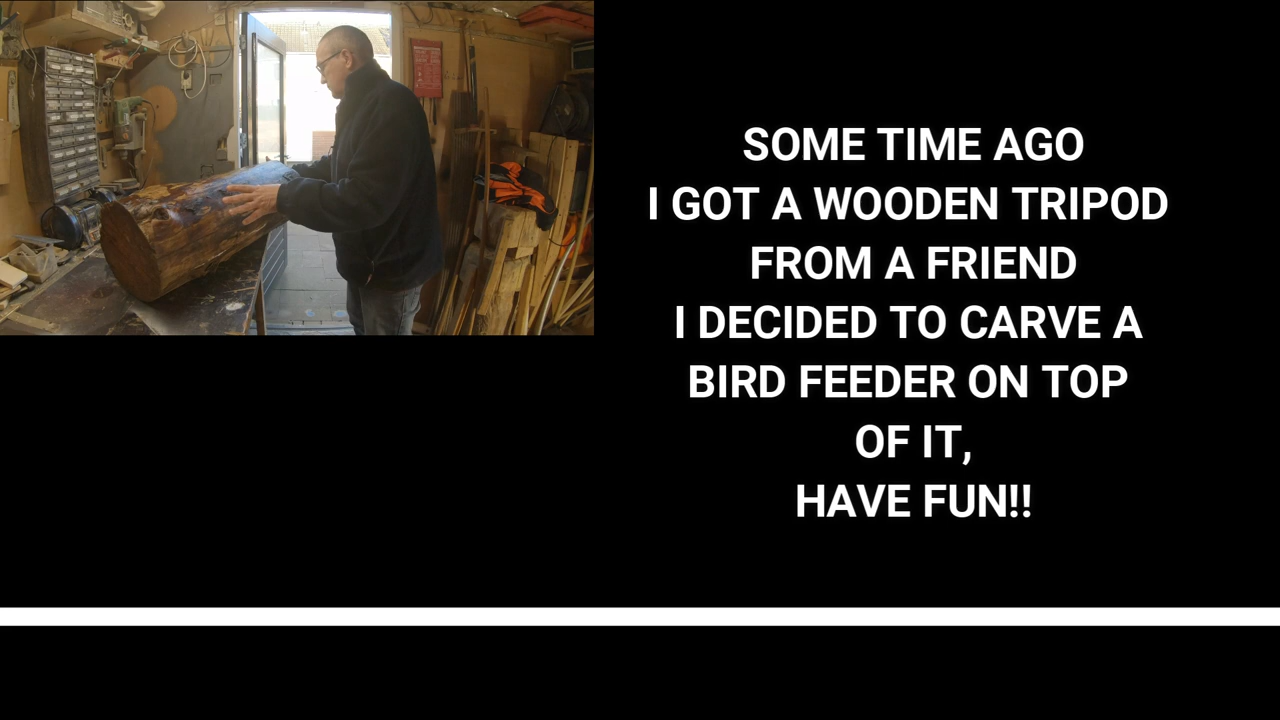 SOME TIME AGO
I GOT A WOODEN TRIPOD
FROM A FRIEND
I DECIDED TO CARVE A
BIRD FEEDER ON TOP
OF IT,
HAVE FUN!!